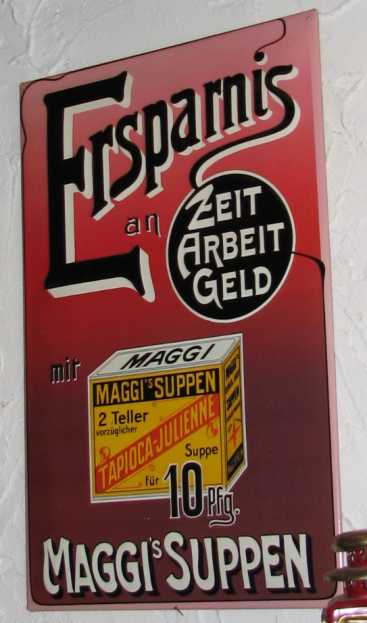 Ersparnis
an
ZEIT
ARBEIT
GELD
mit
MAGGI
MAGGI'S SUPPEN
2 Teller
vorzüglicher
TAPIOCA-JULIENNE
Suppe
für 10 Pfg.
MAGGI'S SUPPEN